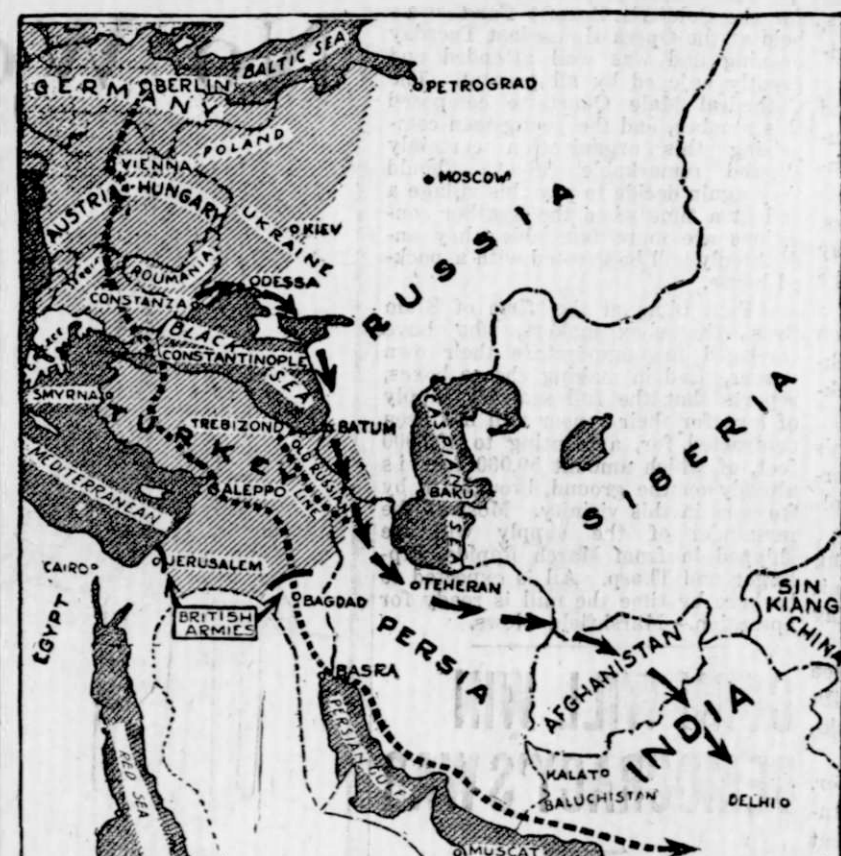 BALTIC SEA
GERMANY
BERLIN
PETROGRAD
POLAND
VIENNA
MOSCOW
AUSTRIA-HUNGARY
UKRAINE
KIEV
RUSSIA
ROUMANIA
ODESSA
CONSTANZA
BLACK SEA
CONSTANTINOPLE
SMYRNA
TURKEY
TREBIZOND
BATUM
OLD RUSSIAN LINE
CASPIAN SEA
BAKU
SIBERIA
MEDITERRANEAN
ALEPPO
JERUSALEM
CAIRO
TEHERAN
BAGDAD
BRITISH
ARMIES
EGYPT
PERSIA
SIN
KIANG
CHINA
AFGHANISTAN
BASRA
INDIA
PERSIAN GULF
RED SEA
KALAT
BALUCHISTAN
DELHI
MUSCAT